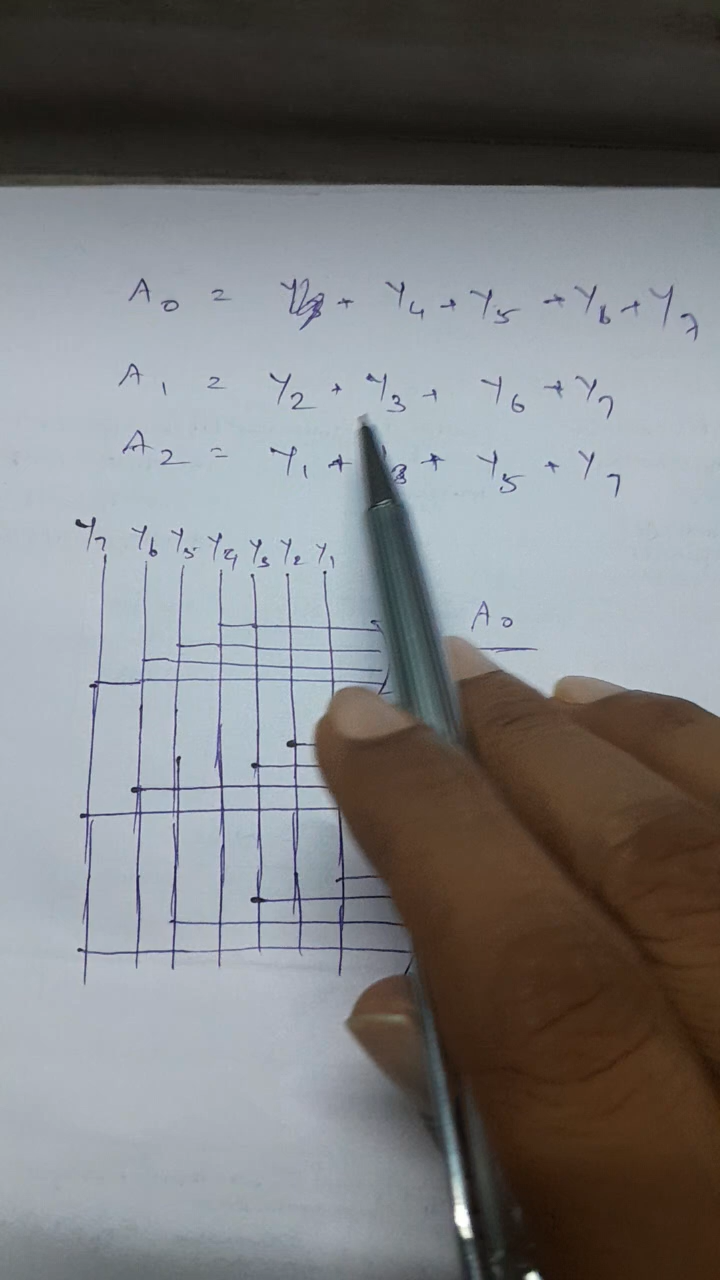 A0 = + Y4 + Y5 + Y6 + Y7
A1 = Y2 + Y3 + Y6 + Y7
A2 = Y1 + 3 + Y5 + Y7
Y7 Y6 Y5 Y4 Y3 Y2 Y1
A0